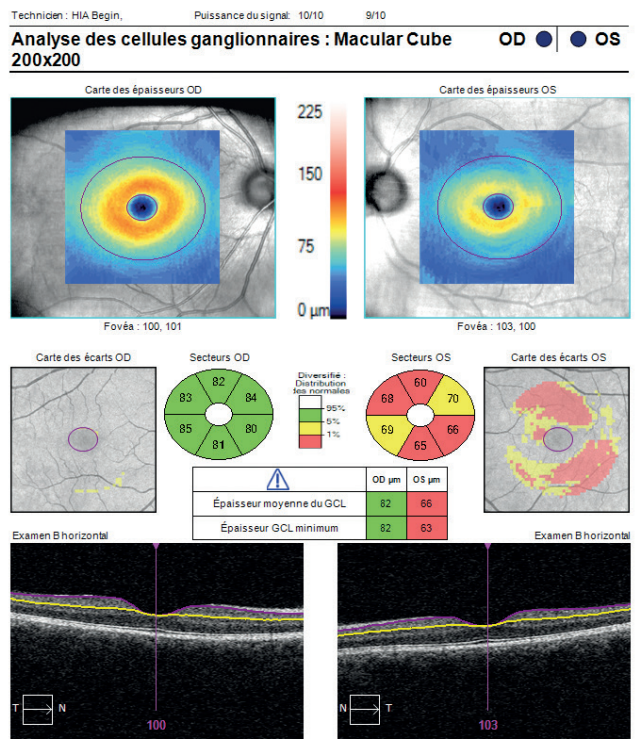 Technicien : HIA Begin, Puissance du signal: 10/10 9/10
Analyse des cellules ganglionnaires : Macular Cube 200x200 OD OS
Carte des épaisseurs OD
Carte des épaisseurs OS
225
150
75
0 µm
Fovéa : 100, 101
Fovéa : 103, 100
Carte des écarts OD
Secteurs OD
Diversifié :
Distribution
des normales
Secteurs OS
Carte des écarts OS
82
83 84
85 80
81
95%
5%
1%
60
68 70
69 66
65
OD µm OS µm
Épaisseur moyenne du GCL 82 66
Épaisseur GCL minimum 82 63
Examen B horizontal
Examen B horizontal
T N
100
N T
103